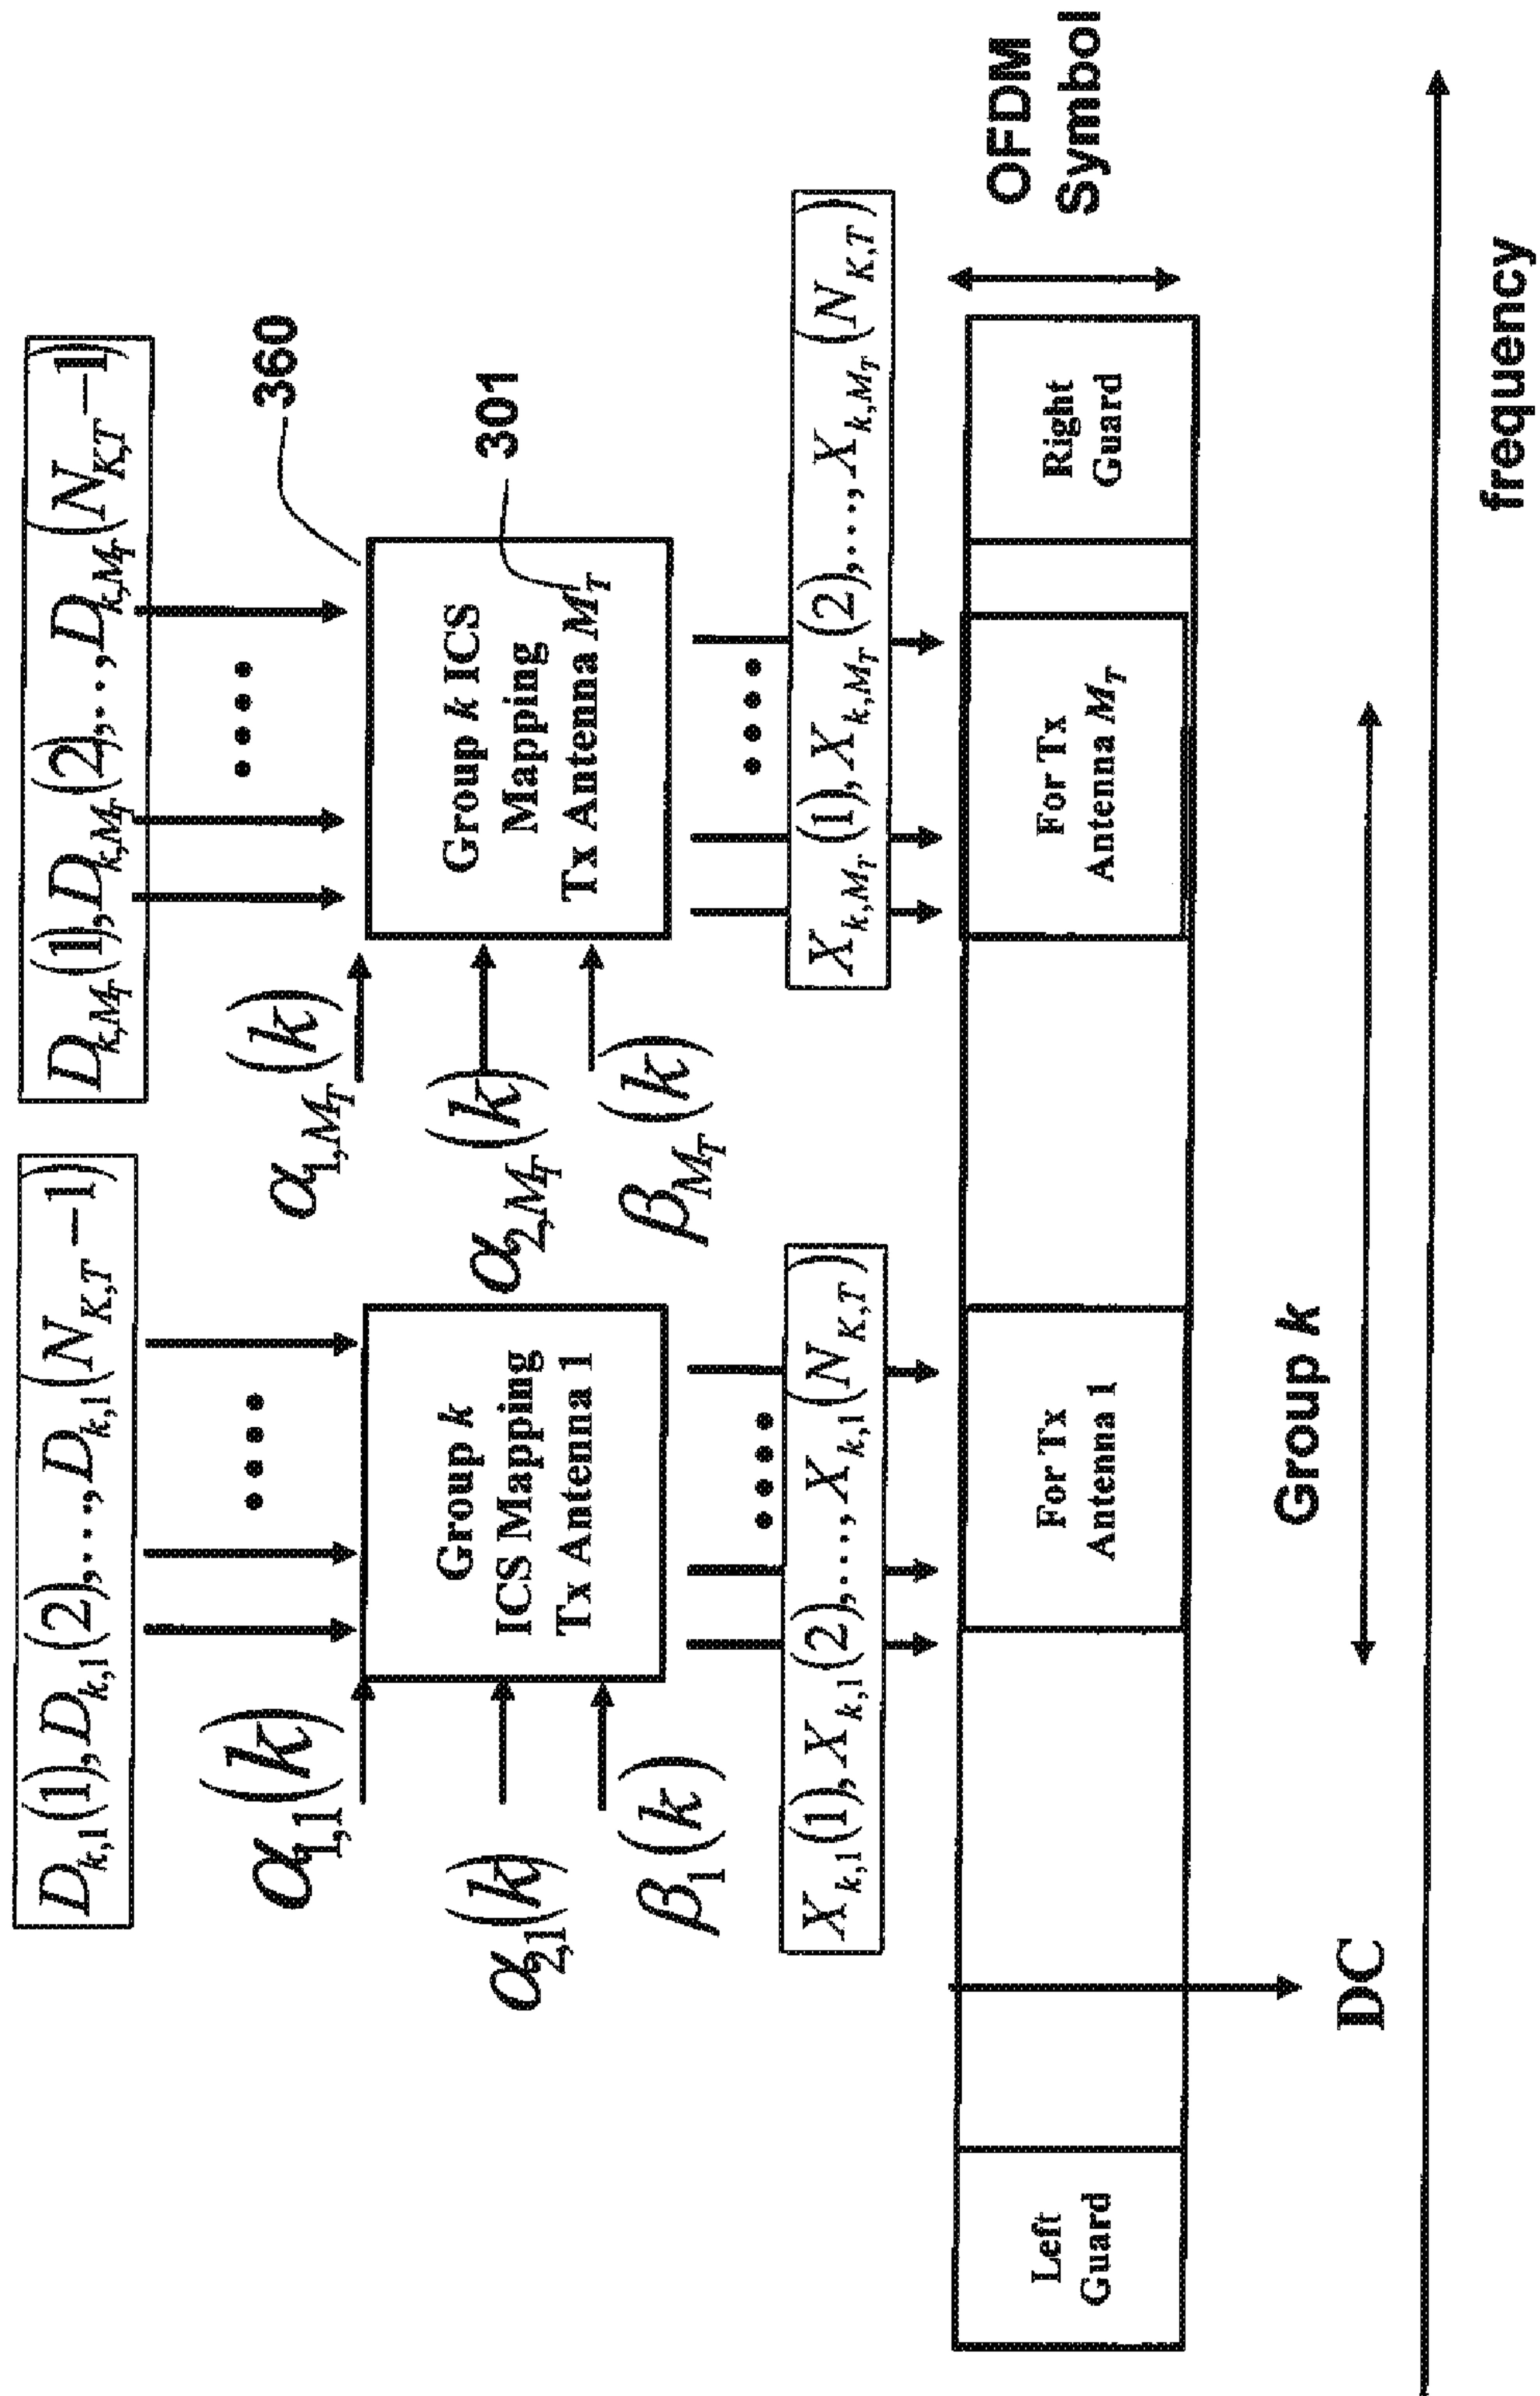 D_{k,1}(1), D_{k,1}(2), ..., D_{k,1}(N_{K,T}-1)
D_{k,M_T}(1), D_{k,M_T}(2), ..., D_{k,M_T}(N_{K,T}-1)
360
α_{1,1}(k)
α_{2,1}(k)
β_1(k)
Group k
ICS Mapping
Tx Antenna 1
α_{1,M_T}(k)
α_{2,M_T}(k)
β_{M_T}(k)
Group k ICS
Mapping
Tx Antenna M_T
301
X_{k,1}(1), X_{k,1}(2), ..., X_{k,1}(N_{K,T})
X_{k,M_T}(1), X_{k,M_T}(2), ..., X_{k,M_T}(N_{K,T})
Left
Guard
For Tx
Antenna 1
For Tx
Antenna M_T
Right
Guard
OFDM
Symbol
DC
Group k
frequency